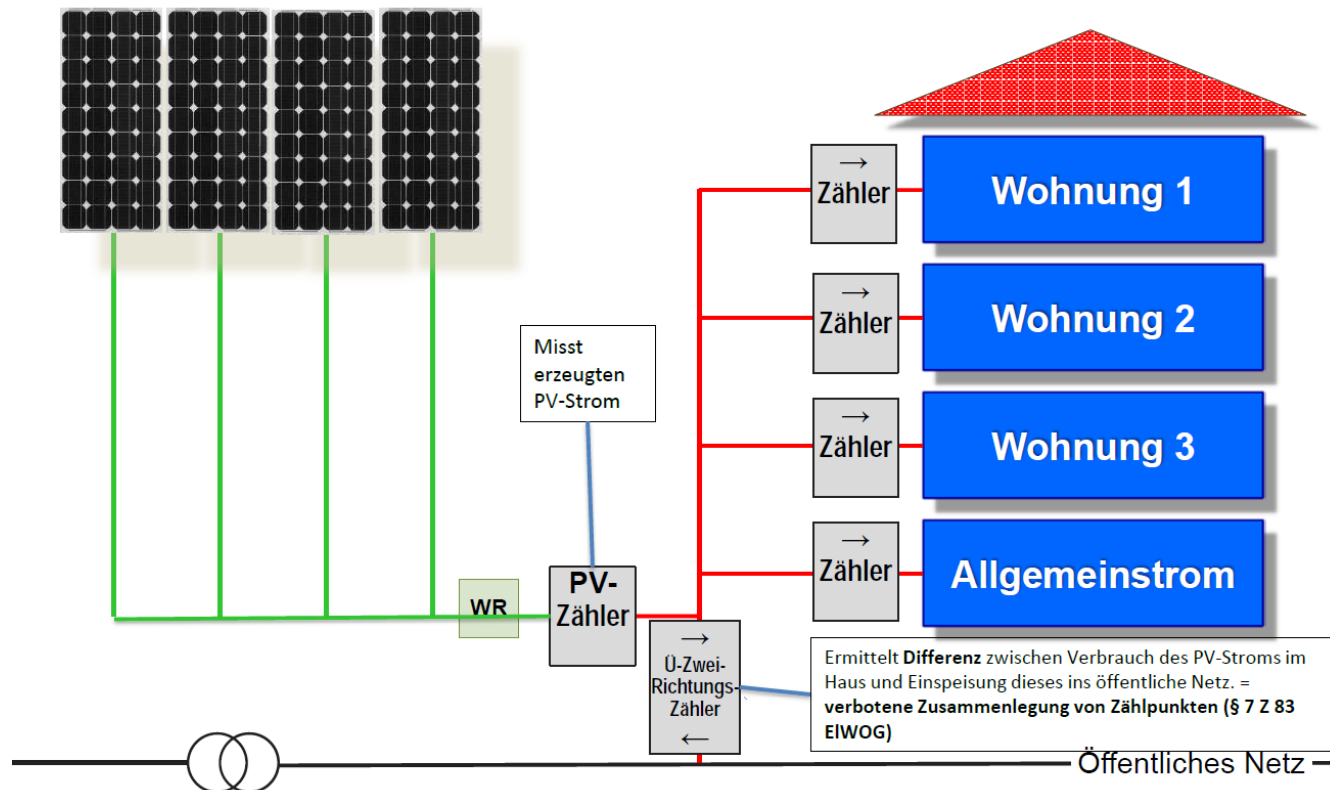 →
Zähler
Wohnung 1
→
Zähler
Wohnung 2
Misst
erzeugten
PV-Strom
→
Zähler
Wohnung 3
→
Zähler
Allgemeinstrom
WR
PV-
Zähler
→
Ü-Zwei-
Richtungs-
Zähler
←
Ermittelt Differenz zwischen Verbrauch des PV-Stroms im
Haus und Einspeisung dieses ins öffentliche Netz. =
verbotene Zusammenlegung von Zählpunkten (§ 7 Z 83
ElWOG)
Öffentliches Netz